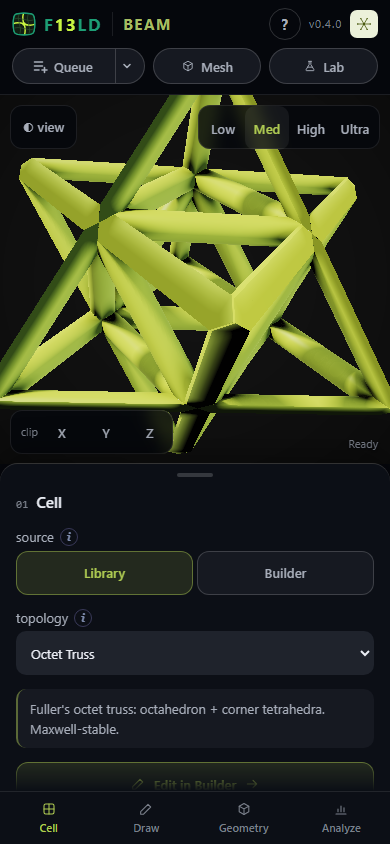 F13LD BEAM ? v0.4.0
Queue Mesh Lab
view Low Med High Ultra
clip X Y Z Ready
01 Cell
source i
Library Builder
topology i
Octet Truss
Fuller's octet truss: octahedron + corner tetrahedra.
Maxwell-stable.
Edit in Builder →
Cell Draw Geometry Analyze